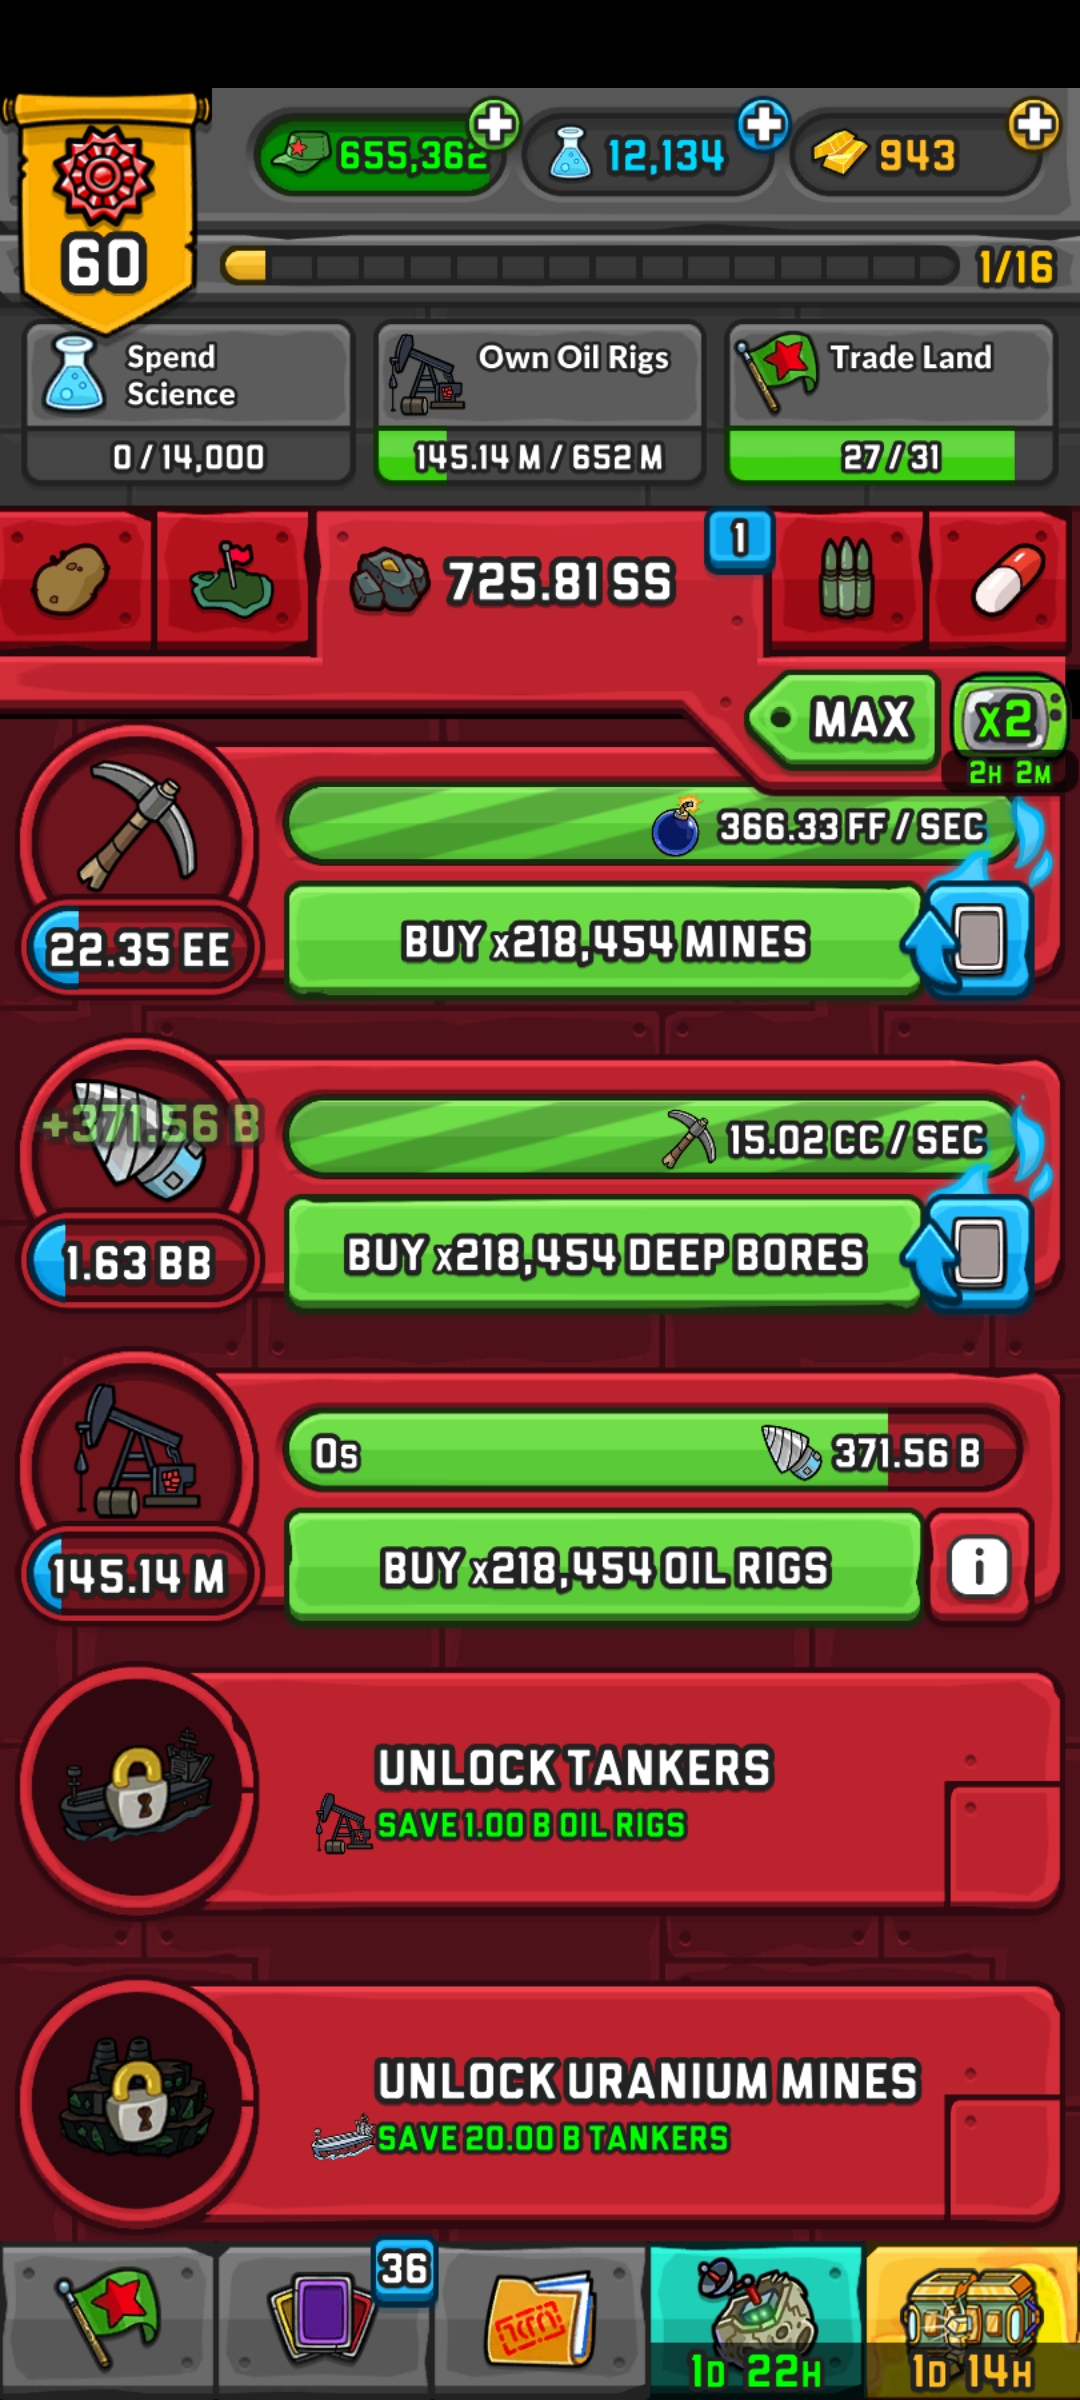 655,362
12,134
943
60
1/16
Spend
Science
0 / 14,000
Own Oil Rigs
145.14 M / 652 M
Trade Land
27 / 31
725.81 SS
1
MAX
x2
2H 2M
366.33 FF / SEC
22.35 EE
BUY x218,454 MINES
+371.56 B
15.02 CC / SEC
1.63 BB
BUY x218,454 DEEP BORES
0s
371.56 B
145.14 M
BUY x218,454 OIL RIGS
i
UNLOCK TANKERS
SAVE 1.00 B OIL RIGS
UNLOCK URANIUM MINES
SAVE 20.00 B TANKERS
36
1D 22H
1D 14H